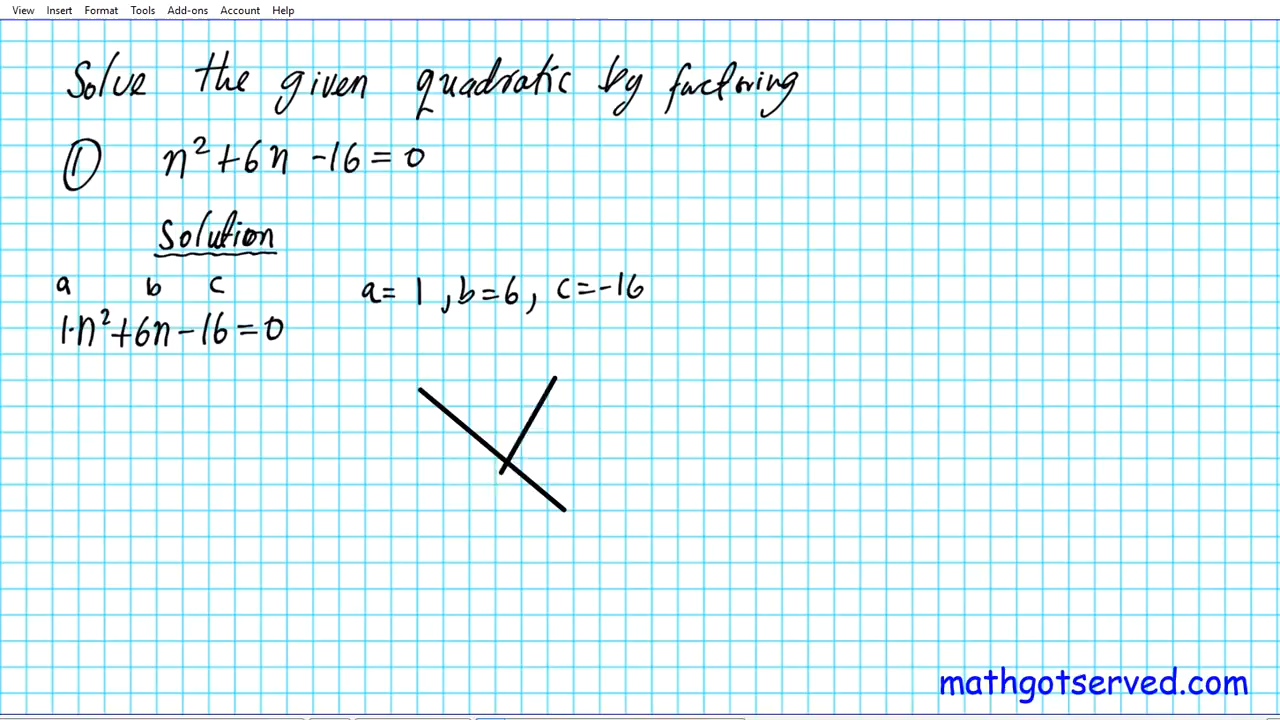 View Insert Format Tools Add-ons Account Help
Solve the given quadratic by factoring
① n² + 6n - 16 = 0
Solution
a b c
a = 1 , b = 6 , c = -16
1·n² + 6n - 16 = 0
mathgotserved.com